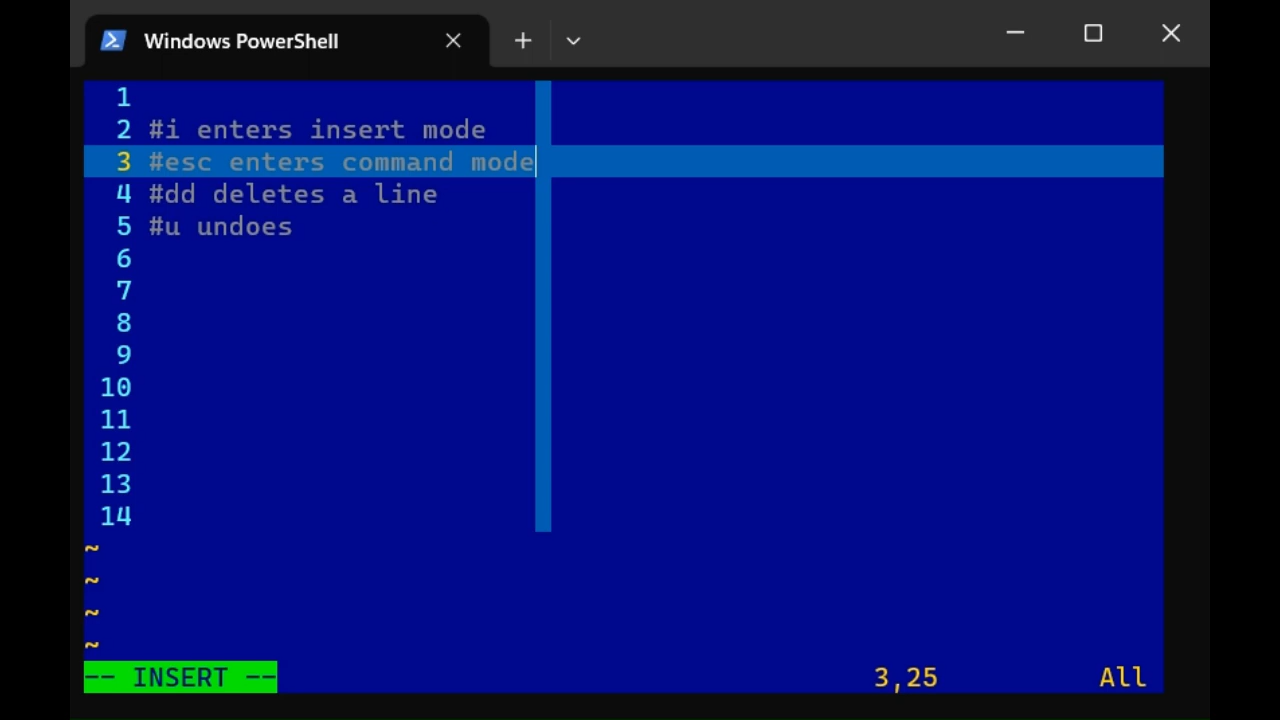 Windows PowerShell
1
2 #i enters insert mode
3 #esc enters command mode
4 #dd deletes a line
5 #u undoes
6
7
8
9
10
11
12
13
14
~
~
~
~
-- INSERT -- 3,25 All